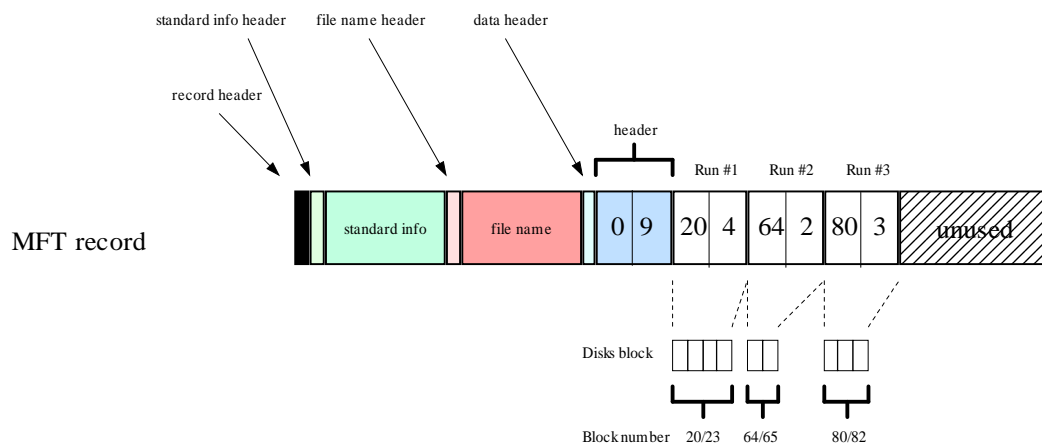 standard info header file name header data header
record header
header
Run #1 Run #2 Run #3
MFT record standard info file name 0 9 20 4 64 2 80 3 unused
Disks block
Block number 20/23 64/65 80/82